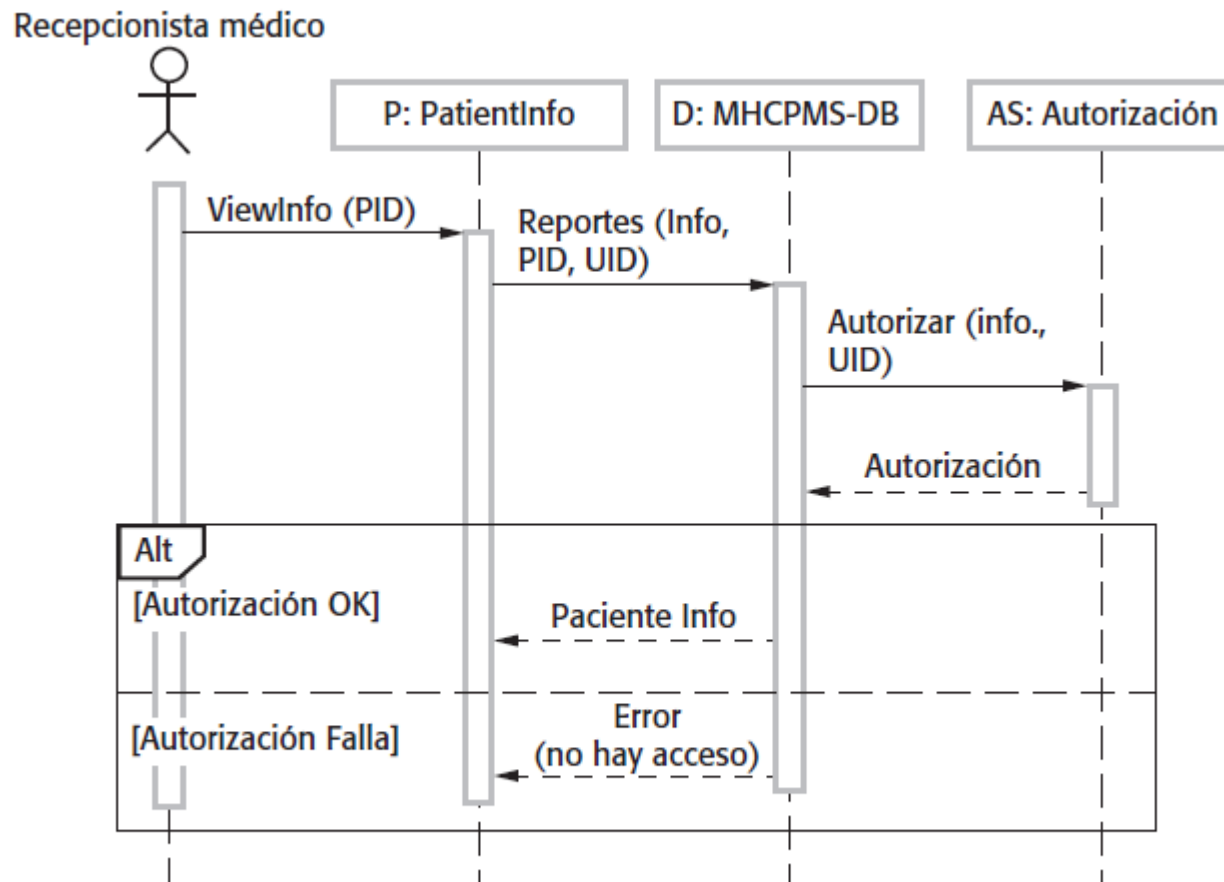 Recepcionista médico
P: PatientInfo
D: MHCPMS-DB
AS: Autorización
ViewInfo (PID)
Reportes (Info,
PID, UID)
Autorizar (info.,
UID)
Autorización
Alt
[Autorización OK]
Paciente Info
[Autorización Falla]
Error
(no hay acceso)